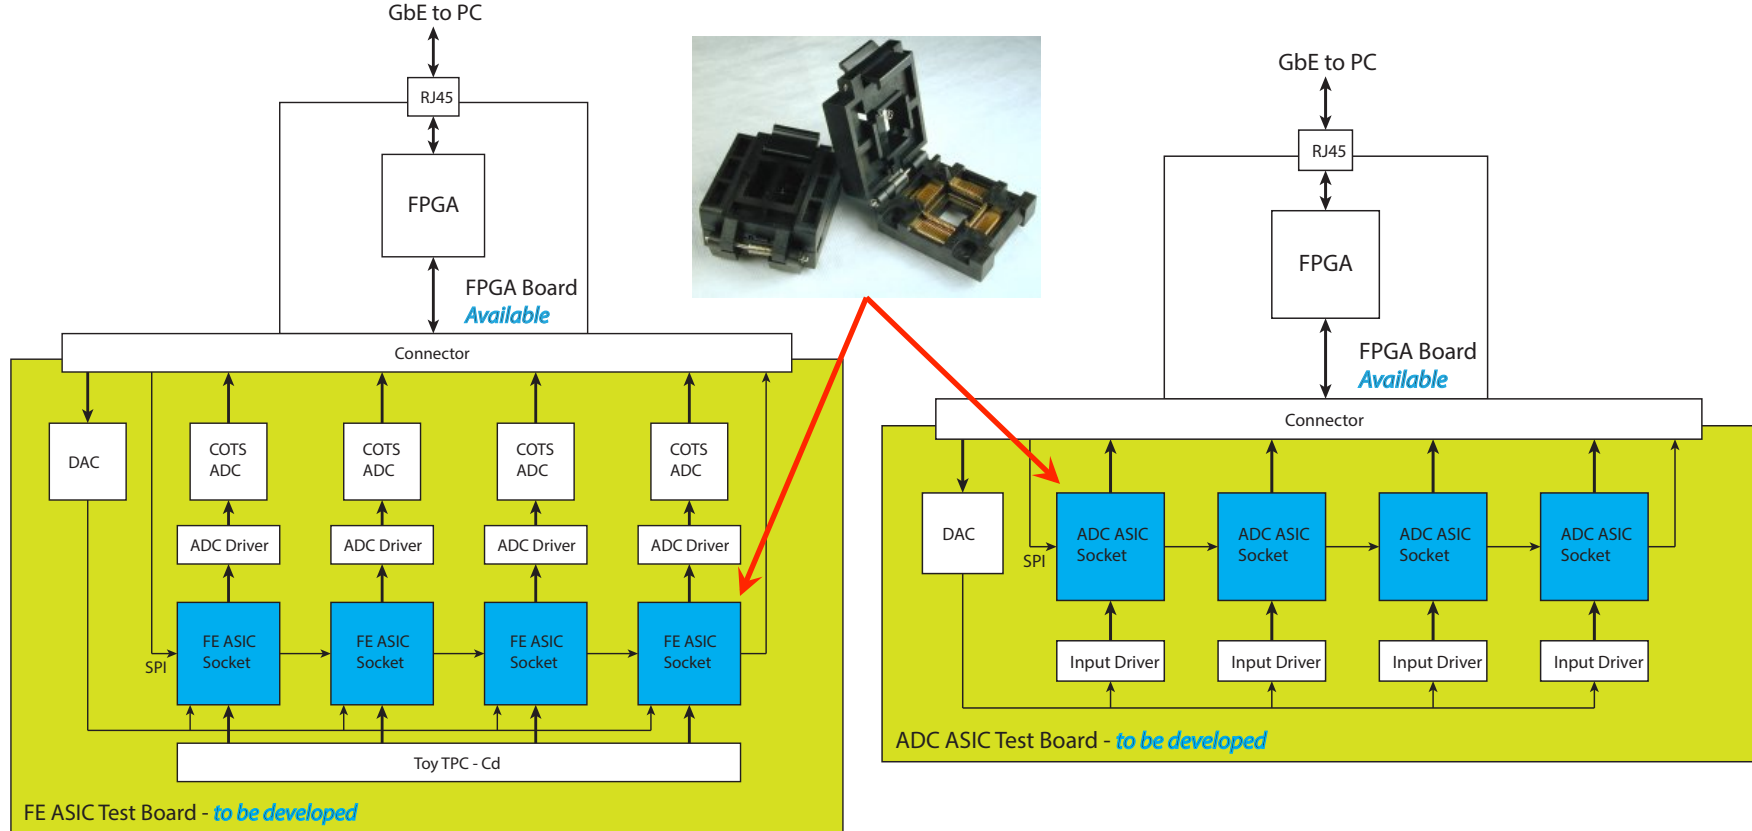 GbE to PC
RJ45
FPGA
FPGA Board
Available
Connector
DAC
COTS
ADC
COTS
ADC
COTS
ADC
COTS
ADC
ADC Driver
ADC Driver
ADC Driver
ADC Driver
SPI
FE ASIC
Socket
FE ASIC
Socket
FE ASIC
Socket
FE ASIC
Socket
Toy TPC - Cd
FE ASIC Test Board - to be developed
GbE to PC
RJ45
FPGA
FPGA Board
Available
Connector
DAC
SPI
ADC ASIC
Socket
ADC ASIC
Socket
ADC ASIC
Socket
ADC ASIC
Socket
Input Driver
Input Driver
Input Driver
Input Driver
ADC ASIC Test Board - to be developed